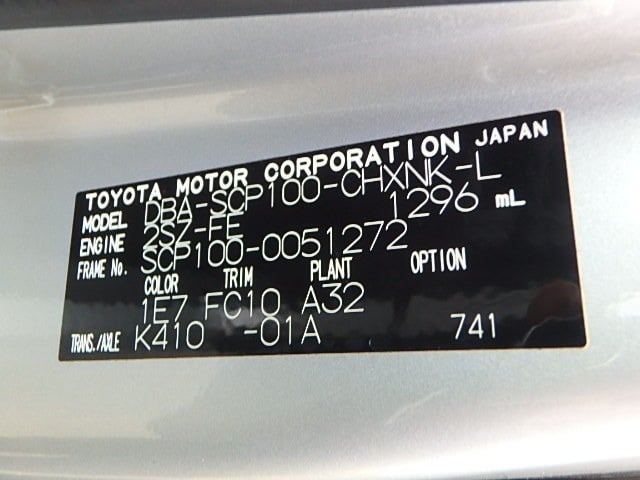 TOYOTA MOTOR CORPORATION JAPAN
MODEL DBA-SCP100-CHXNK-L
ENGINE 2SZ-FE 1296 mL
FRAME No. SCP100-0051272
COLOR TRIM PLANT OPTION
1E7 FC10 A32
TRANS./AXLE K410 -01A 741